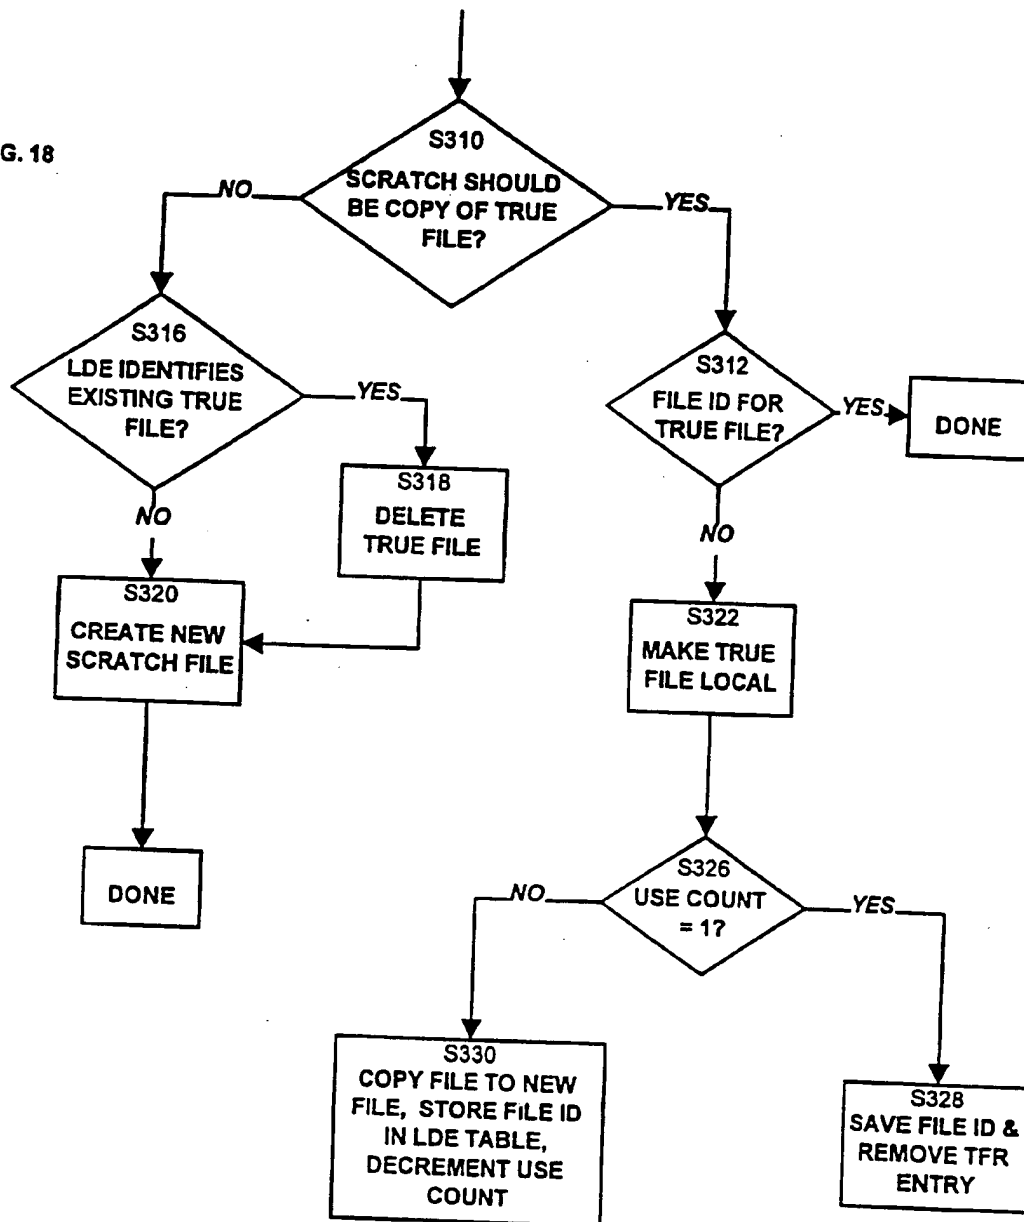 G. 18
S310
SCRATCH SHOULD
BE COPY OF TRUE
FILE?
NO
YES
S316
LDE IDENTIFIES
EXISTING TRUE
FILE?
YES
NO
S312
FILE ID FOR
TRUE FILE?
YES
DONE
NO
S318
DELETE
TRUE FILE
S320
CREATE NEW
SCRATCH FILE
S322
MAKE TRUE
FILE LOCAL
DONE
S326
USE COUNT
= 1?
NO
YES
S330
COPY FILE TO NEW
FILE, STORE FILE ID
IN LDE TABLE,
DECREMENT USE
COUNT
S328
SAVE FILE ID &
REMOVE TFR
ENTRY